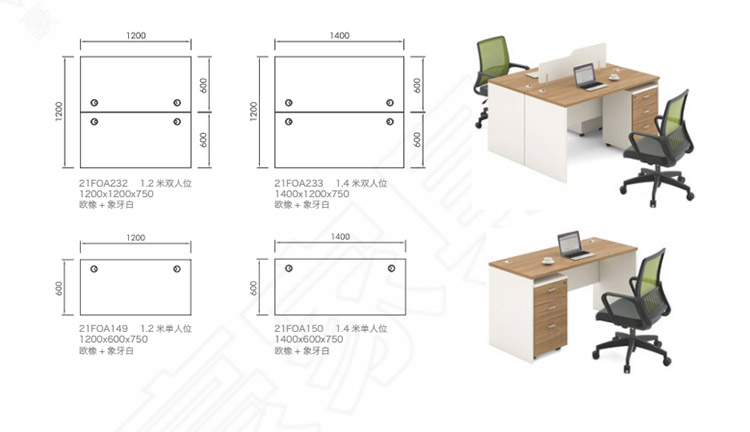 1200
1400
1200
600
600
1200
600
600
21FOA232 1.2 米双人位
1200x1200x750
欧橡 + 象牙白
21FOA233 1.4 米双人位
1400x1200x750
欧橡 + 象牙白
1200
1400
600
600
21FOA149 1.2 米单人位
1200x600x750
欧橡 + 象牙白
21FOA150 1.4 米单人位
1400x600x750
欧橡 + 象牙白